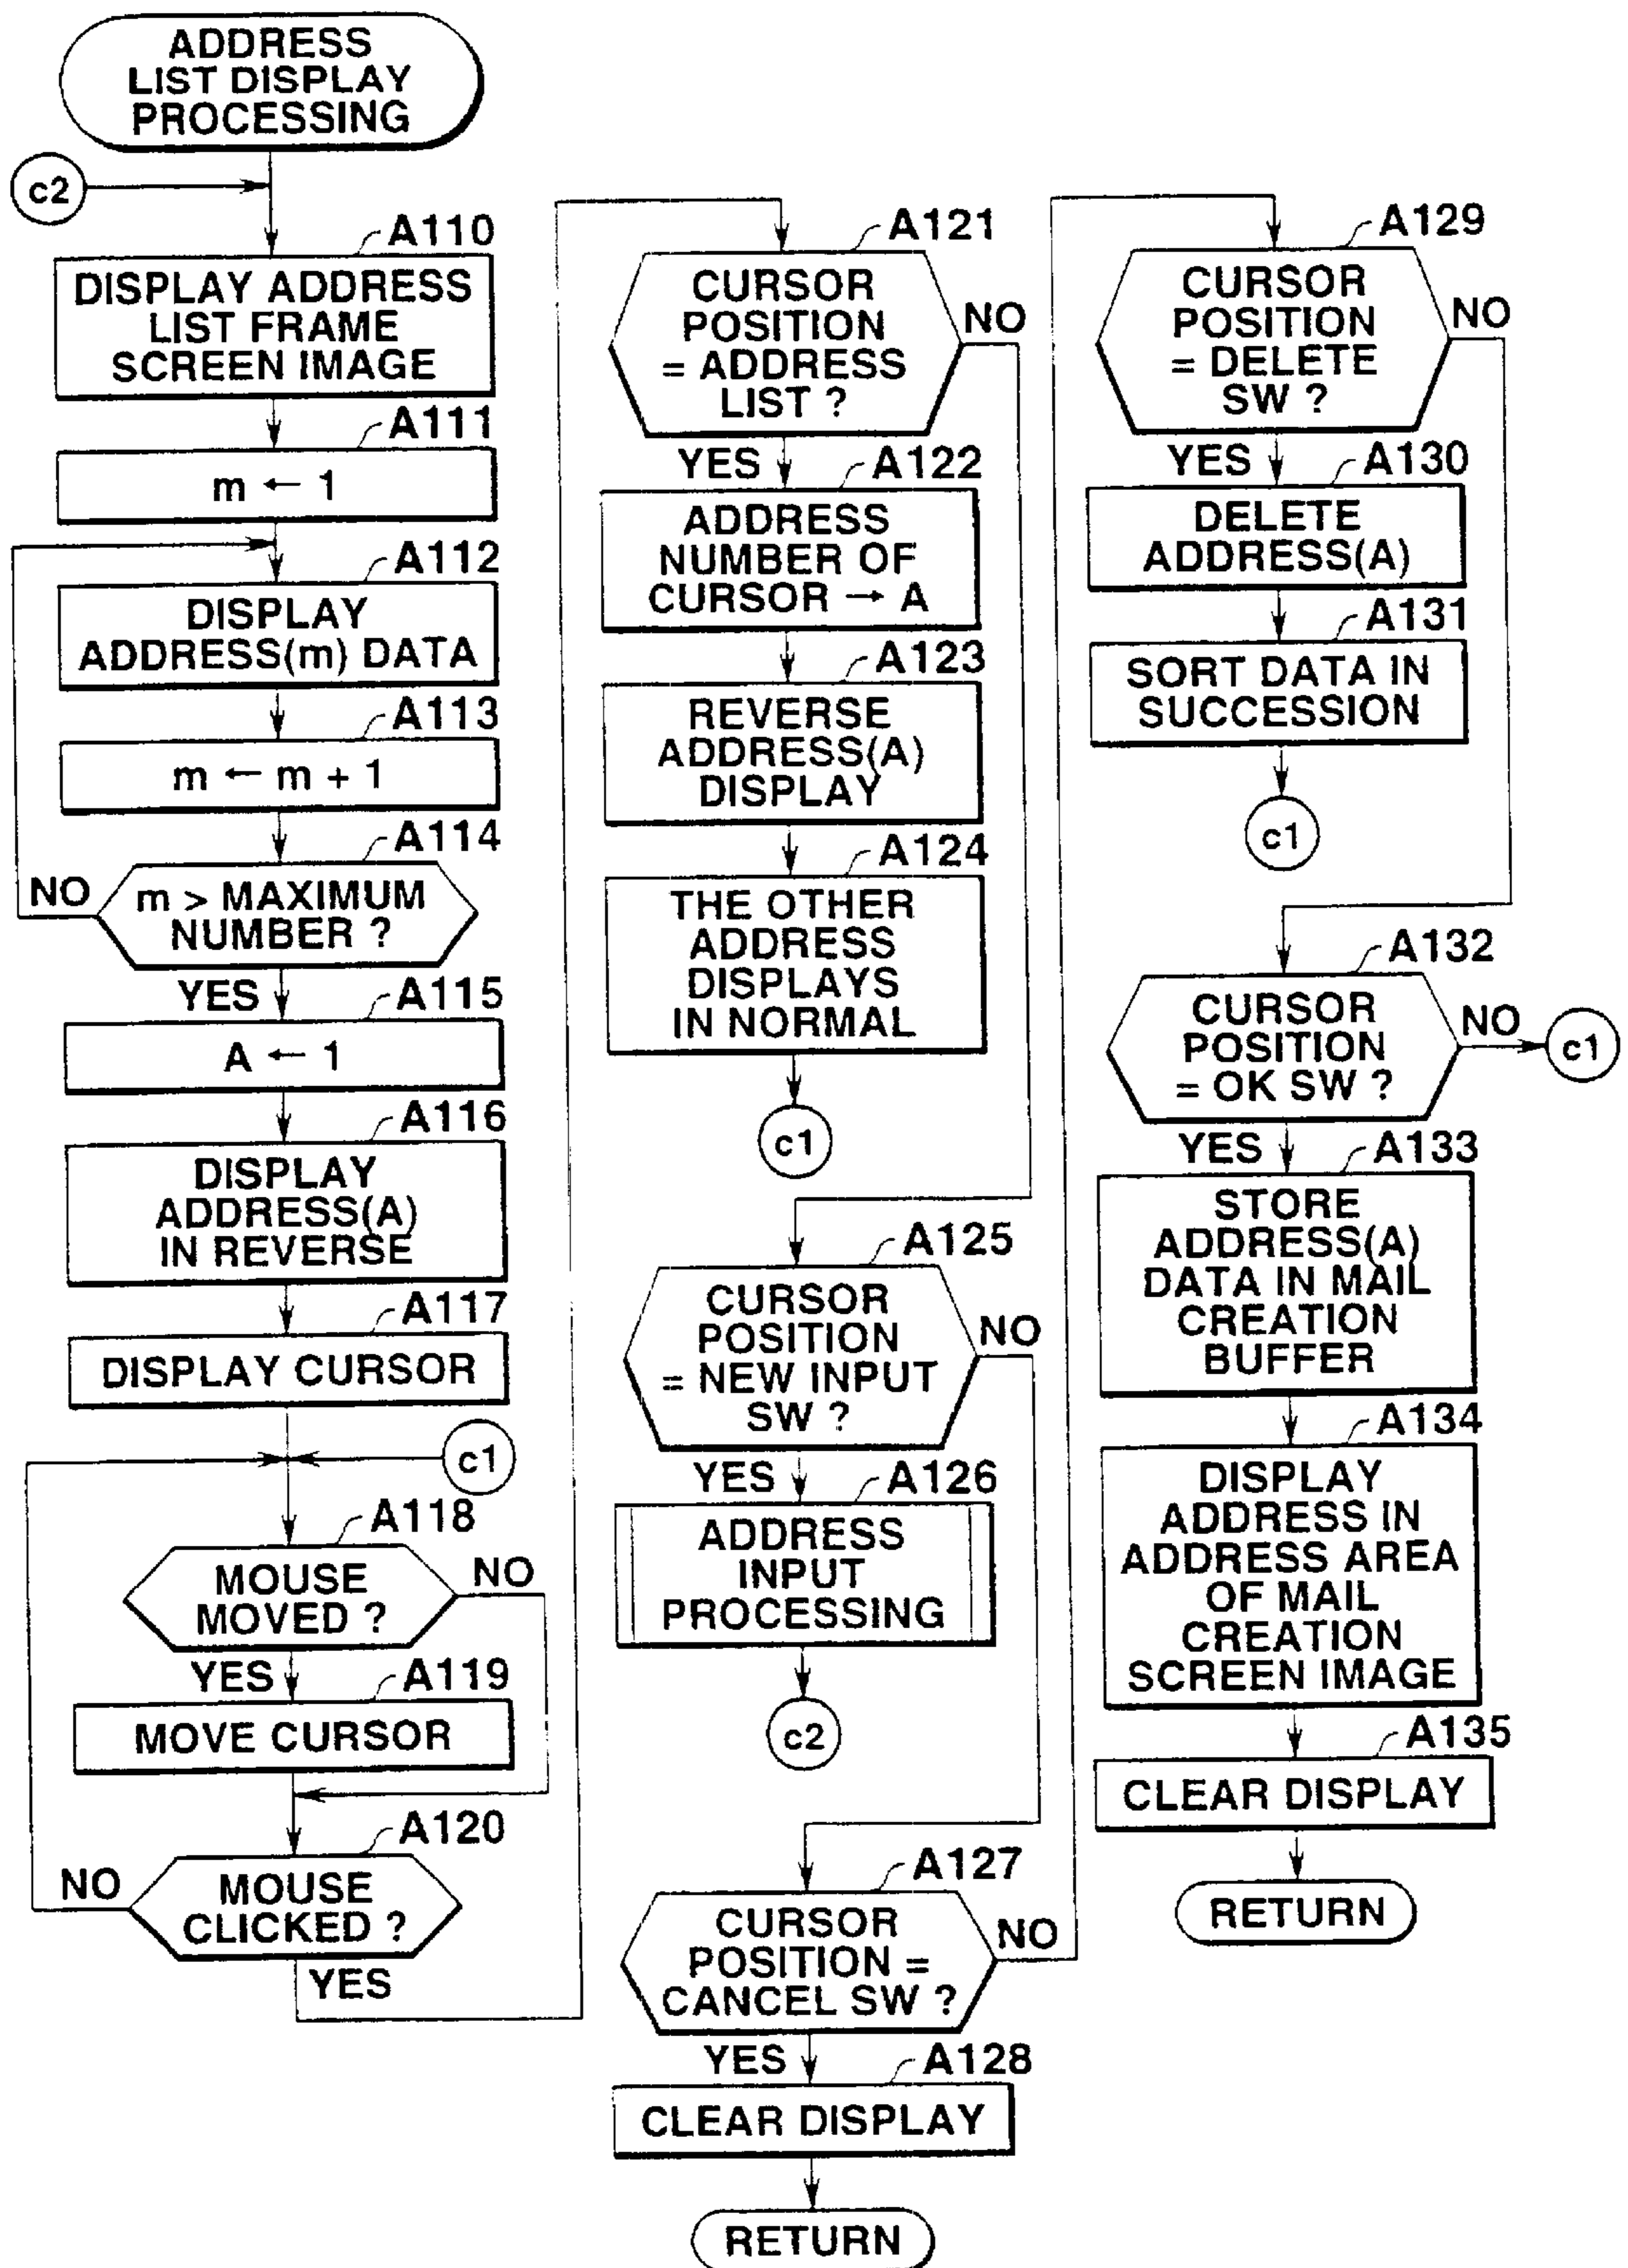 ADDRESS
LIST DISPLAY
PROCESSING
c2
A110
DISPLAY ADDRESS
LIST FRAME
SCREEN IMAGE
A111
m ← 1
A112
DISPLAY
ADDRESS(m) DATA
A113
m ← m + 1
A114
NO
m > MAXIMUM
NUMBER ?
YES
A115
A ← 1
A116
DISPLAY
ADDRESS(A)
IN REVERSE
A117
DISPLAY CURSOR
c1
A118
MOUSE
MOVED ?
NO
YES
A119
MOVE CURSOR
A120
NO
MOUSE
CLICKED ?
YES
A121
CURSOR
POSITION
= ADDRESS
LIST ?
NO
YES
A122
ADDRESS
NUMBER OF
CURSOR → A
A123
REVERSE
ADDRESS(A)
DISPLAY
A124
THE OTHER
ADDRESS
DISPLAYS
IN NORMAL
c1
A125
CURSOR
POSITION
= NEW INPUT
SW ?
NO
YES
A126
ADDRESS
INPUT
PROCESSING
c2
A127
CURSOR
POSITION =
CANCEL SW ?
NO
YES
A128
CLEAR DISPLAY
RETURN
A129
CURSOR
POSITION
= DELETE
SW ?
NO
YES
A130
DELETE
ADDRESS(A)
A131
SORT DATA IN
SUCCESSION
c1
A132
CURSOR
POSITION
= OK SW ?
NO
c1
YES
A133
STORE
ADDRESS(A)
DATA IN MAIL
CREATION
BUFFER
A134
DISPLAY
ADDRESS IN
ADDRESS AREA
OF MAIL
CREATION
SCREEN IMAGE
A135
CLEAR DISPLAY
RETURN